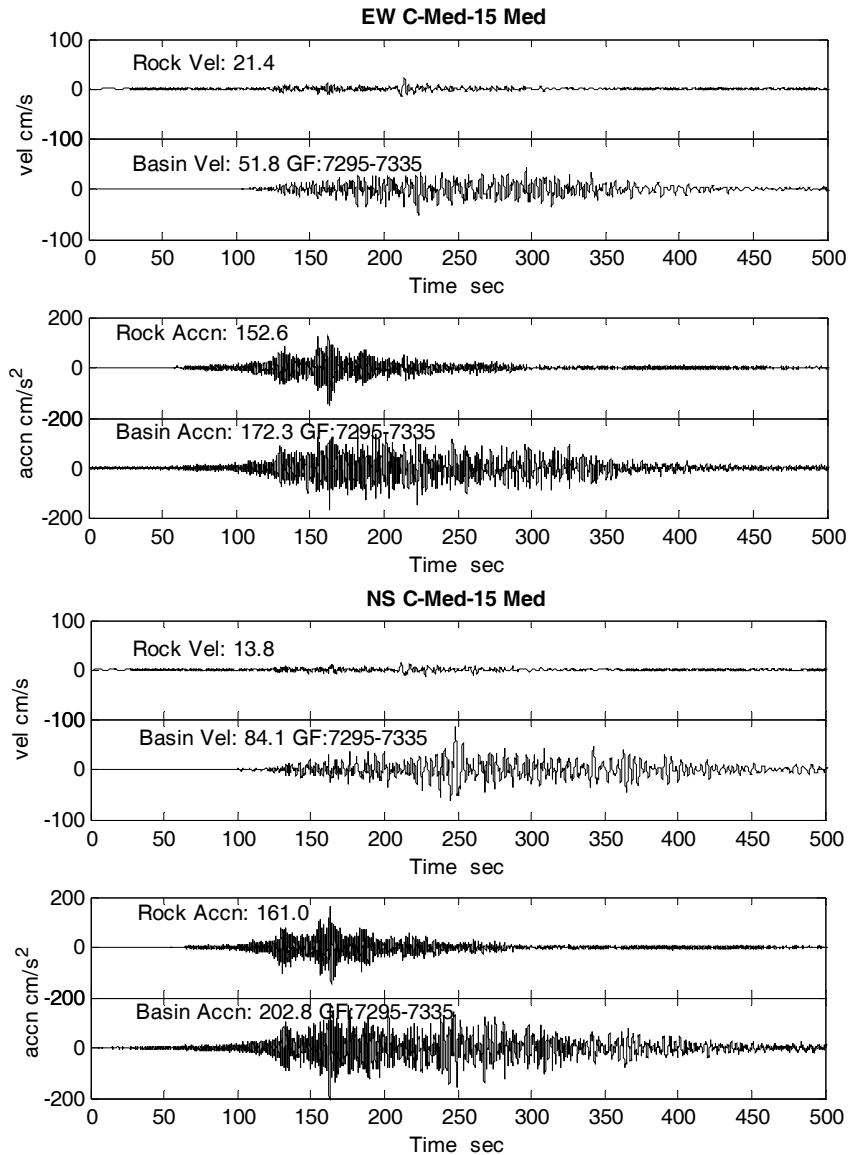 EW C-Med-15 Med
100
Rock Vel: 21.4
0
vel cm/s
-100
100
Basin Vel: 51.8 GF:7295-7335
0
-100
0 50 100 150 200 250 300 350 400 450 500
Time sec
200
Rock Accn: 152.6
0
accn cm/s²
-200
200
Basin Accn: 172.3 GF:7295-7335
0
-200
0 50 100 150 200 250 300 350 400 450 500
Time sec
NS C-Med-15 Med
100
Rock Vel: 13.8
0
vel cm/s
-100
100
Basin Vel: 84.1 GF:7295-7335
0
-100
0 50 100 150 200 250 300 350 400 450 500
Time sec
200
Rock Accn: 161.0
0
accn cm/s²
-200
200
Basin Accn: 202.8 GF:7295-7335
0
-200
0 50 100 150 200 250 300 350 400 450 500
Time sec